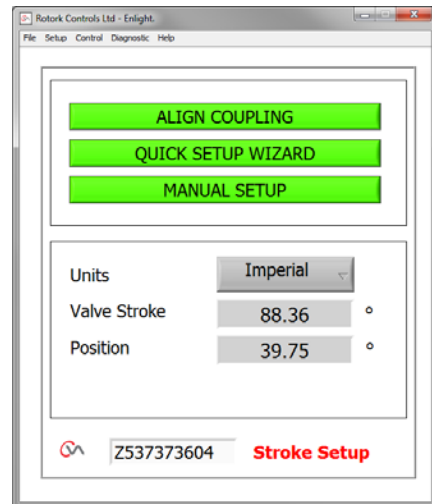 Rotork Controls Ltd - Enlight.
File Setup Control Diagnostic Help
ALIGN COUPLING
QUICK SETUP WIZARD
MANUAL SETUP
Units Imperial
Valve Stroke 88.36 °
Position 39.75 °
Z537373604 Stroke Setup